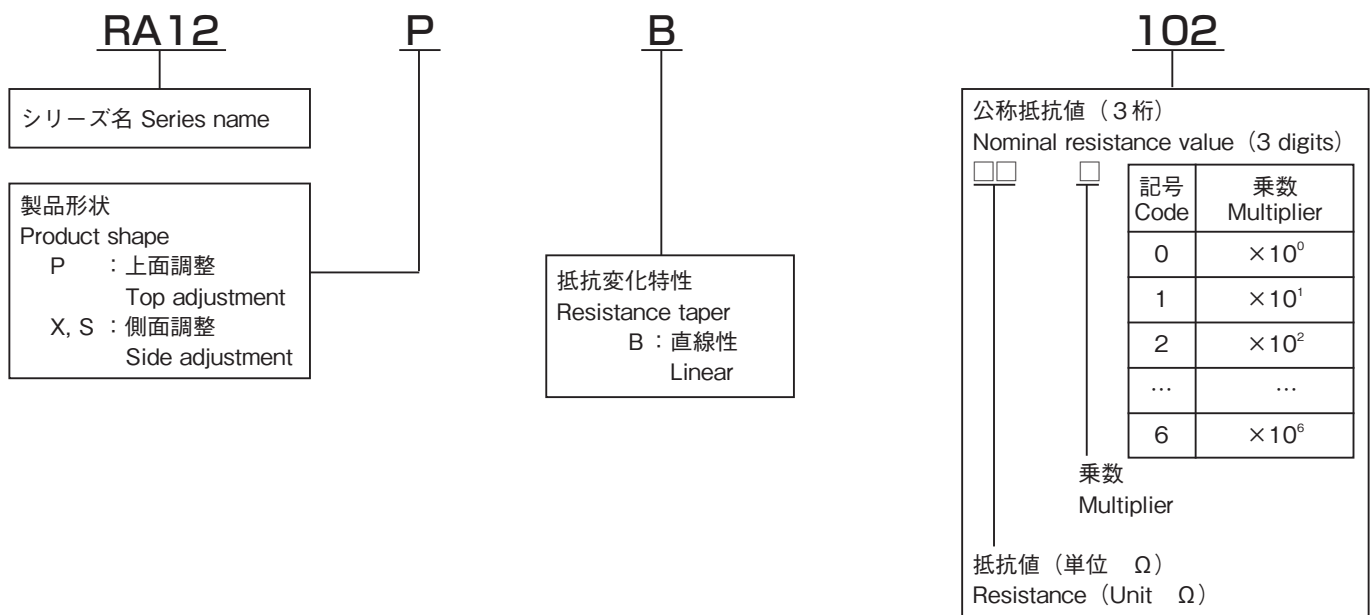 RA12 P B 102
シリーズ名 Series name
製品形状
Product shape
P ：上面調整
Top adjustment
X, S ：側面調整
Side adjustment
抵抗変化特性
Resistance taper
B ：直線性
Linear
公称抵抗値（3桁）
Nominal resistance value（3 digits）
□□ □
記号 乗数
Code Multiplier
0 ×10⁰
1 ×10¹
2 ×10²
… …
6 ×10⁶
乗数
Multiplier
抵抗値（単位　Ω）
Resistance（Unit　Ω）